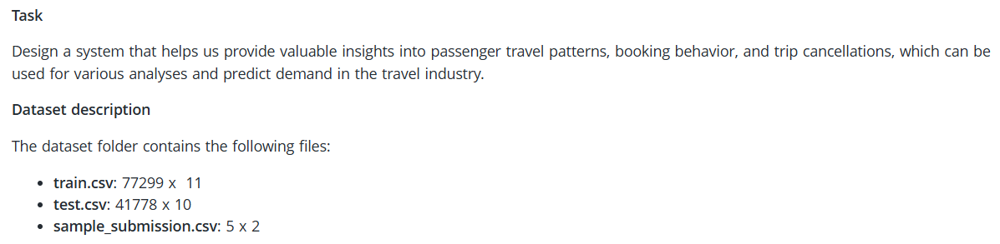 Task
Design a system that helps us provide valuable insights into passenger travel patterns, booking behavior, and trip cancellations, which can be
used for various analyses and predict demand in the travel industry.
Dataset description
The dataset folder contains the following files:
• train.csv: 77299 x 11
• test.csv: 41778 x 10
• sample_submission.csv: 5 x 2